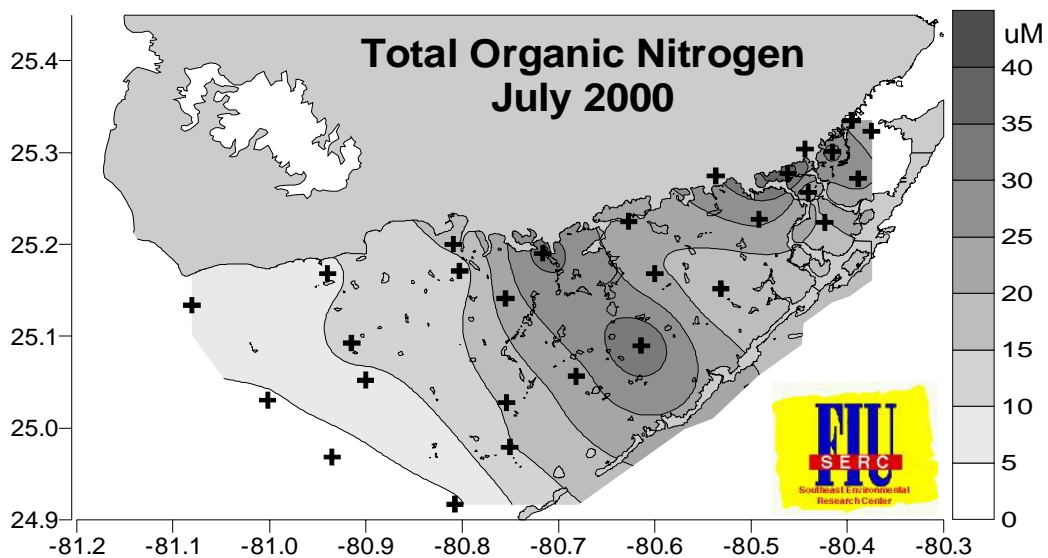 Total Organic Nitrogen
July 2000
uM
40
35
30
25
20
15
10
5
0
25.4
25.3
25.2
25.1
25.0
24.9
-81.2 -81.1 -81.0 -80.9 -80.8 -80.7 -80.6 -80.5 -80.4 -80.3
FIU
SERC
Southeast Environmental
Research Center